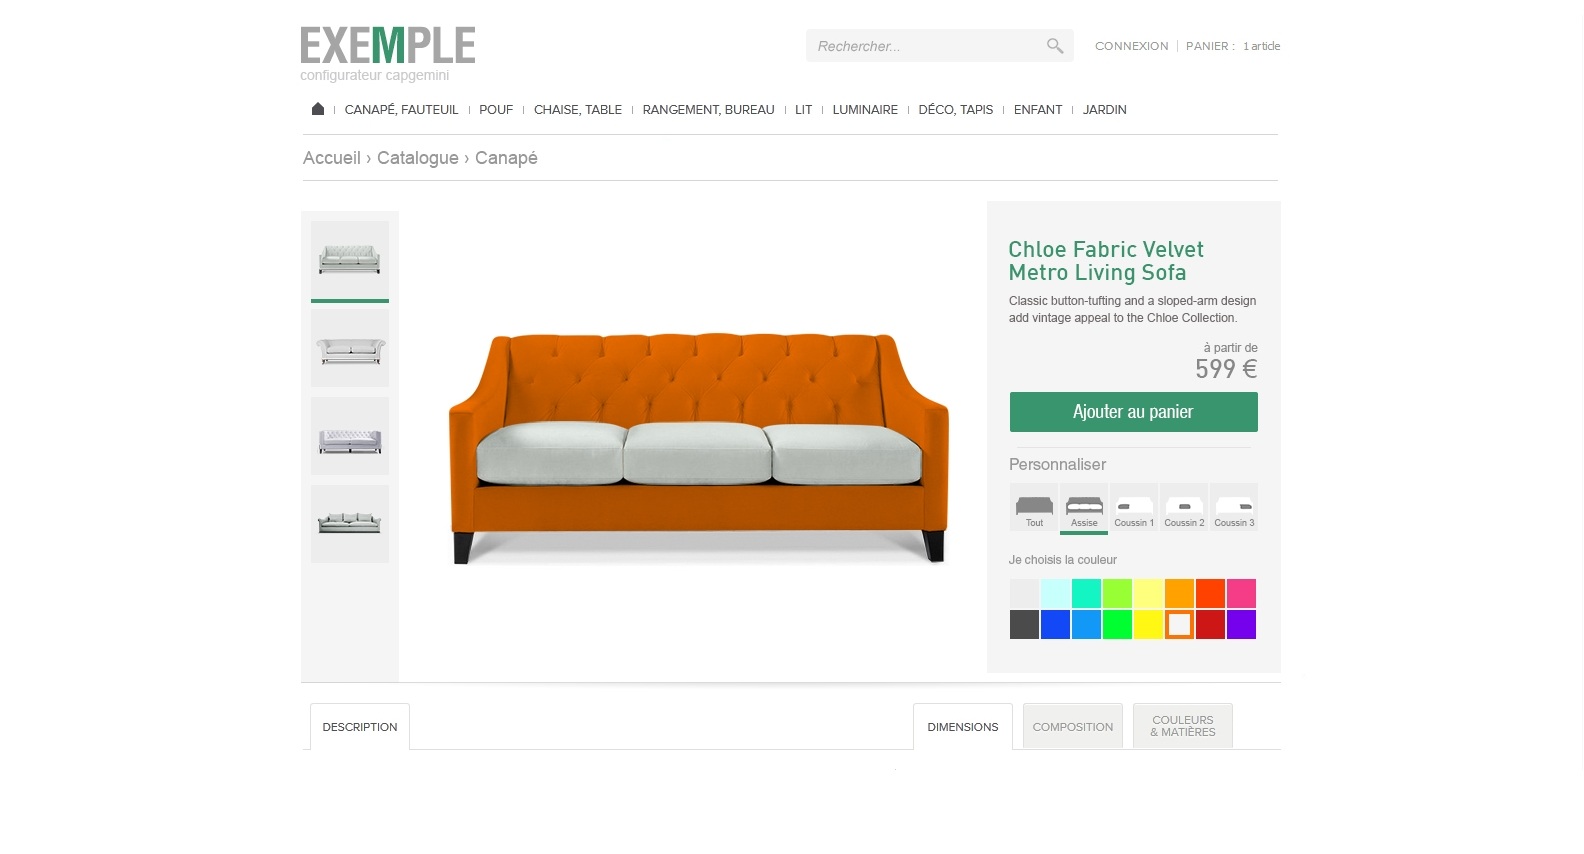 EXEMPLE
configurateur capgemini
Rechercher...
CONNEXION
PANIER : 1 article
CANAPÉ, FAUTEUIL
POUF
CHAISE, TABLE
RANGEMENT, BUREAU
LIT
LUMINAIRE
DÉCO, TAPIS
ENFANT
JARDIN
Accueil › Catalogue › Canapé
Chloe Fabric Velvet
Metro Living Sofa
Classic button-tufting and a sloped-arm design
add vintage appeal to the Chloe Collection.
à partir de
599 €
Ajouter au panier
Personnaliser
Tout
Assise
Coussin 1
Coussin 2
Coussin 3
Je choisis la couleur
DESCRIPTION
DIMENSIONS
COMPOSITION
COULEURS
& MATIÈRES